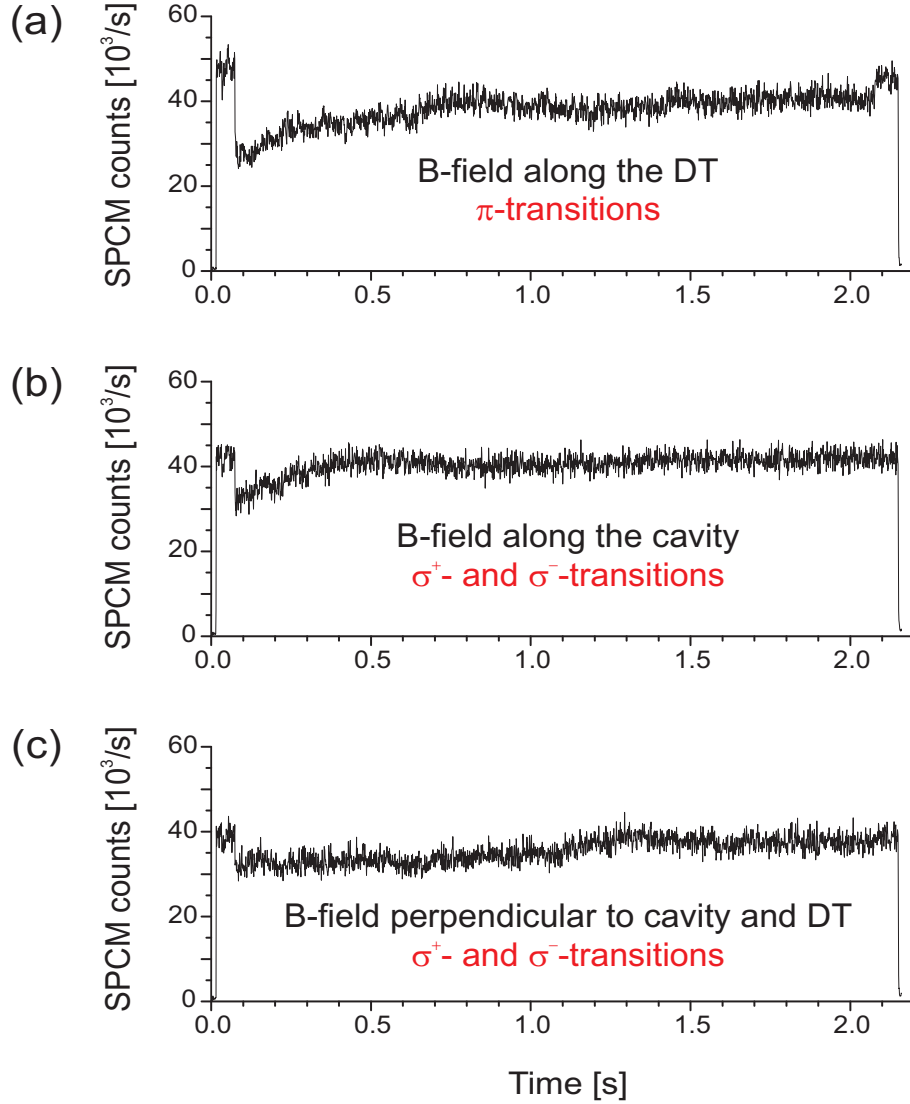 (a)
SPCM counts [10³/s]
60
40
20
0
B-field along the DT
π-transitions
0.0 0.5 1.0 1.5 2.0
(b)
SPCM counts [10³/s]
60
40
20
0
B-field along the cavity
σ⁺- and σ⁻-transitions
0.0 0.5 1.0 1.5 2.0
(c)
SPCM counts [10³/s]
60
40
20
0
B-field perpendicular to cavity and DT
σ⁺- and σ⁻-transitions
0.0 0.5 1.0 1.5 2.0
Time [s]